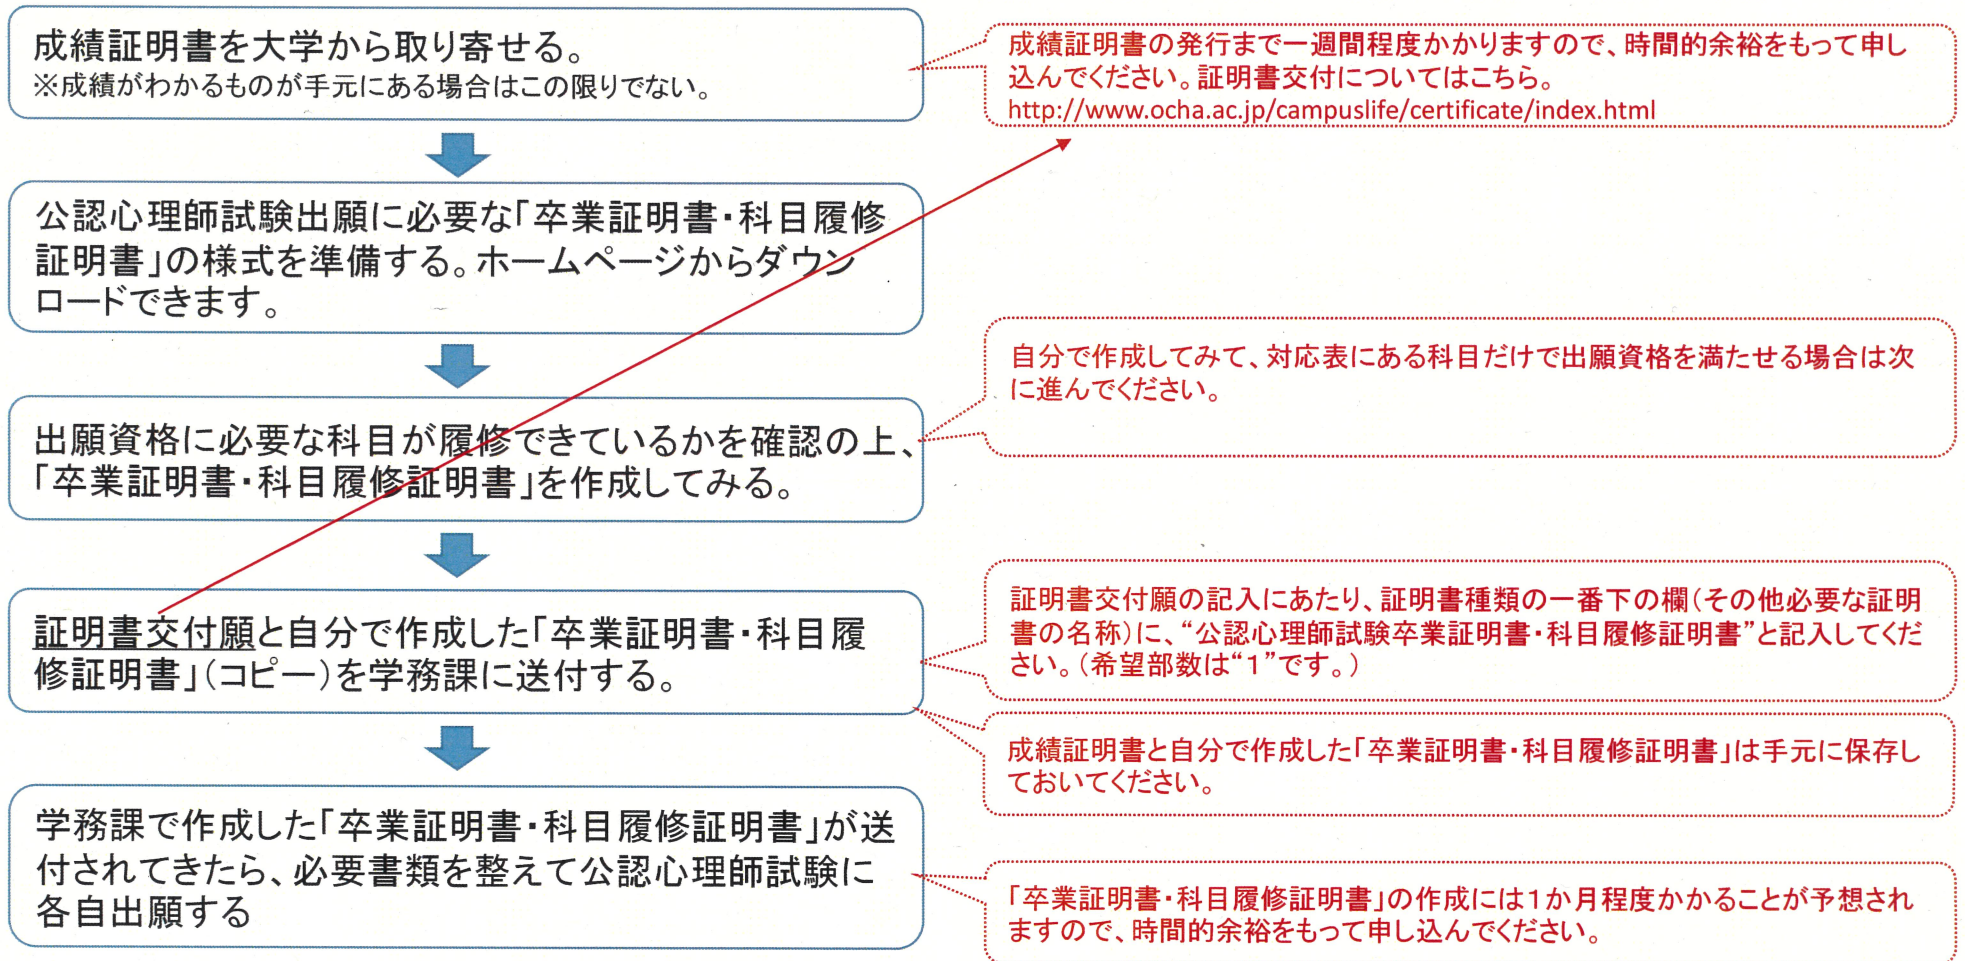 成績証明書を大学から取り寄せる。
※成績がわかるものが手元にある場合はこの限りでない。
成績証明書の発行まで一週間程度かかりますので、時間的余裕をもって申し
込んでください。証明書交付についてはこちら。
http://www.ocha.ac.jp/campuslife/certificate/index.html
公認心理師試験出願に必要な「卒業証明書・科目履修
証明書」の様式を準備する。ホームページからダウン
ロードできます。
出願資格に必要な科目が履修できているかを確認の上、
「卒業証明書・科目履修証明書」を作成してみる。
自分で作成してみて、対応表にある科目だけで出願資格を満たせる場合は次
に進んでください。
証明書交付願と自分で作成した「卒業証明書・科目履
修証明書」（コピー）を学務課に送付する。
証明書交付願の記入にあたり、証明書種類の一番下の欄（その他必要な証明
書の名称）に、“公認心理師試験卒業証明書・科目履修証明書”と記入してくだ
さい。（希望部数は“１”です。）
成績証明書と自分で作成した「卒業証明書・科目履修証明書」は手元に保存し
ておいてください。
学務課で作成した「卒業証明書・科目履修証明書」が送
付されてきたら、必要書類を整えて公認心理師試験に
各自出願する
「卒業証明書・科目履修証明書」の作成には１か月程度かかることが予想され
ますので、時間的余裕をもって申し込んでください。